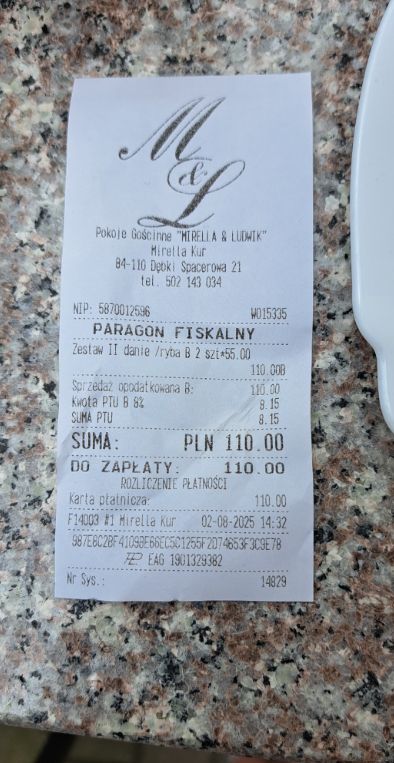 M
&
L
Pokoje Gościnne "MIRELLA & LUDWIK"
Mirella Kur
84-110 Dębki Spacerowa 21
tel. 502 143 034
NIP: 5870012696 W015335
PARAGON FISKALNY
Zestaw II danie /ryba B 2 szt*55.00
110.00B
Sprzedaż opodatkowana B: 110.00
Kwota PTU B 8% 8.15
SUMA PTU 8.15
SUMA: PLN 110.00
DO ZAPŁATY: 110.00
ROZLICZENIE PŁATNOŚCI
Karta płatnicza: 110.00
F14003 #1 Mirella Kur 02-08-2025 14:32
987E8C2BF4109BE66EC5C1255F2D74653F3C9E78
EAG 1901329382
Nr Sys.: 14829